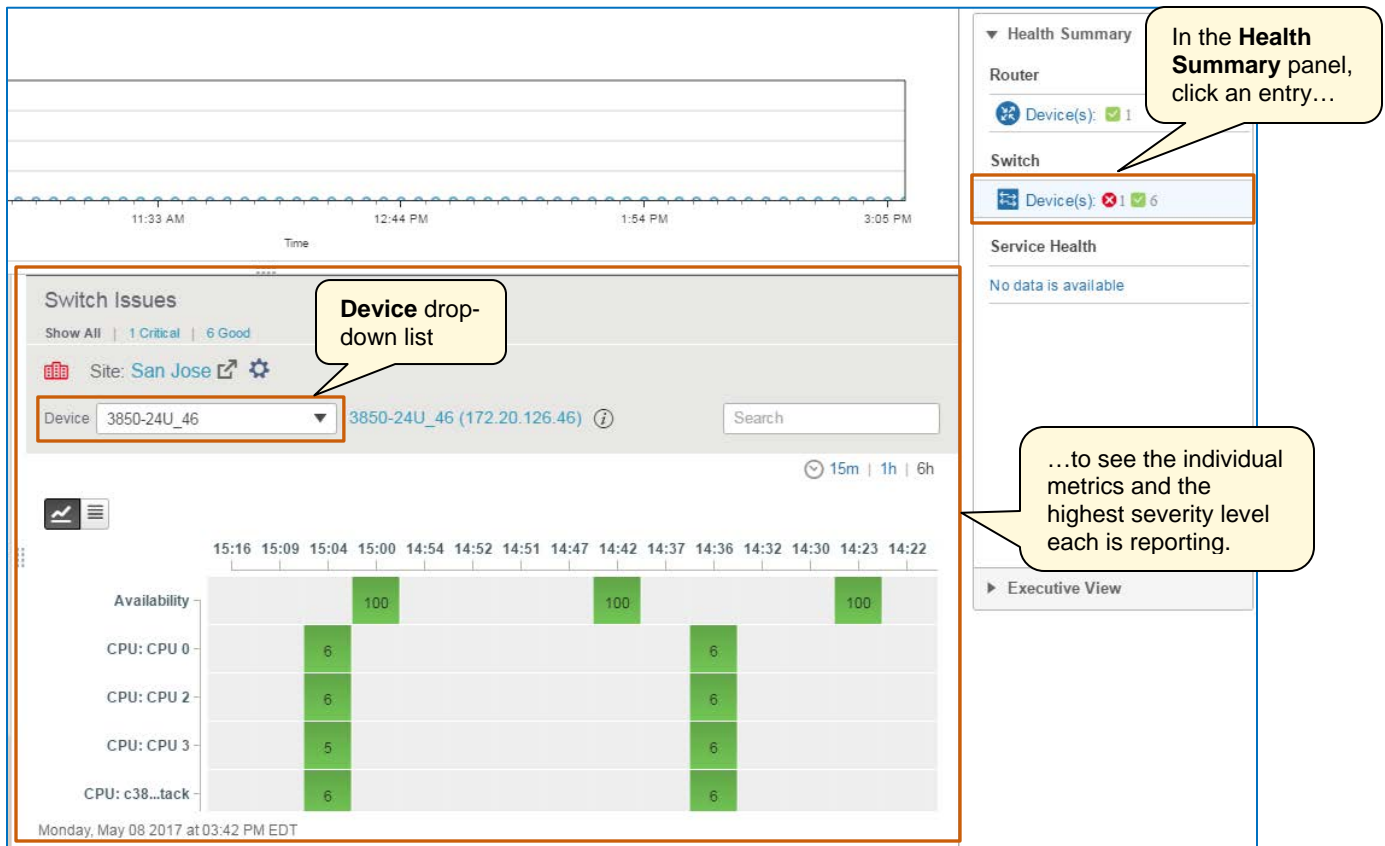 ▼ Health Summary
In the Health
Summary panel,
click an entry…
Router
Device(s): 1
Switch
Device(s): 1 6
Service Health
No data is available
11:33 AM 12:44 PM 1:54 PM 3:05 PM
Time
Switch Issues
Show All | 1 Critical | 6 Good
Device drop-
down list
Site: San Jose
Device 3850-24U_46 ▼ 3850-24U_46 (172.20.126.46) i Search
15m | 1h | 6h
…to see the individual
metrics and the
highest severity level
each is reporting.
15:16 15:09 15:04 15:00 14:54 14:52 14:51 14:47 14:42 14:37 14:36 14:32 14:30 14:23 14:22
Availability 100 100 100
CPU: CPU 0 6 6
CPU: CPU 2 6 6
CPU: CPU 3 5 6
CPU: c38...tack 6 6
Monday, May 08 2017 at 03:42 PM EDT
▶ Executive View